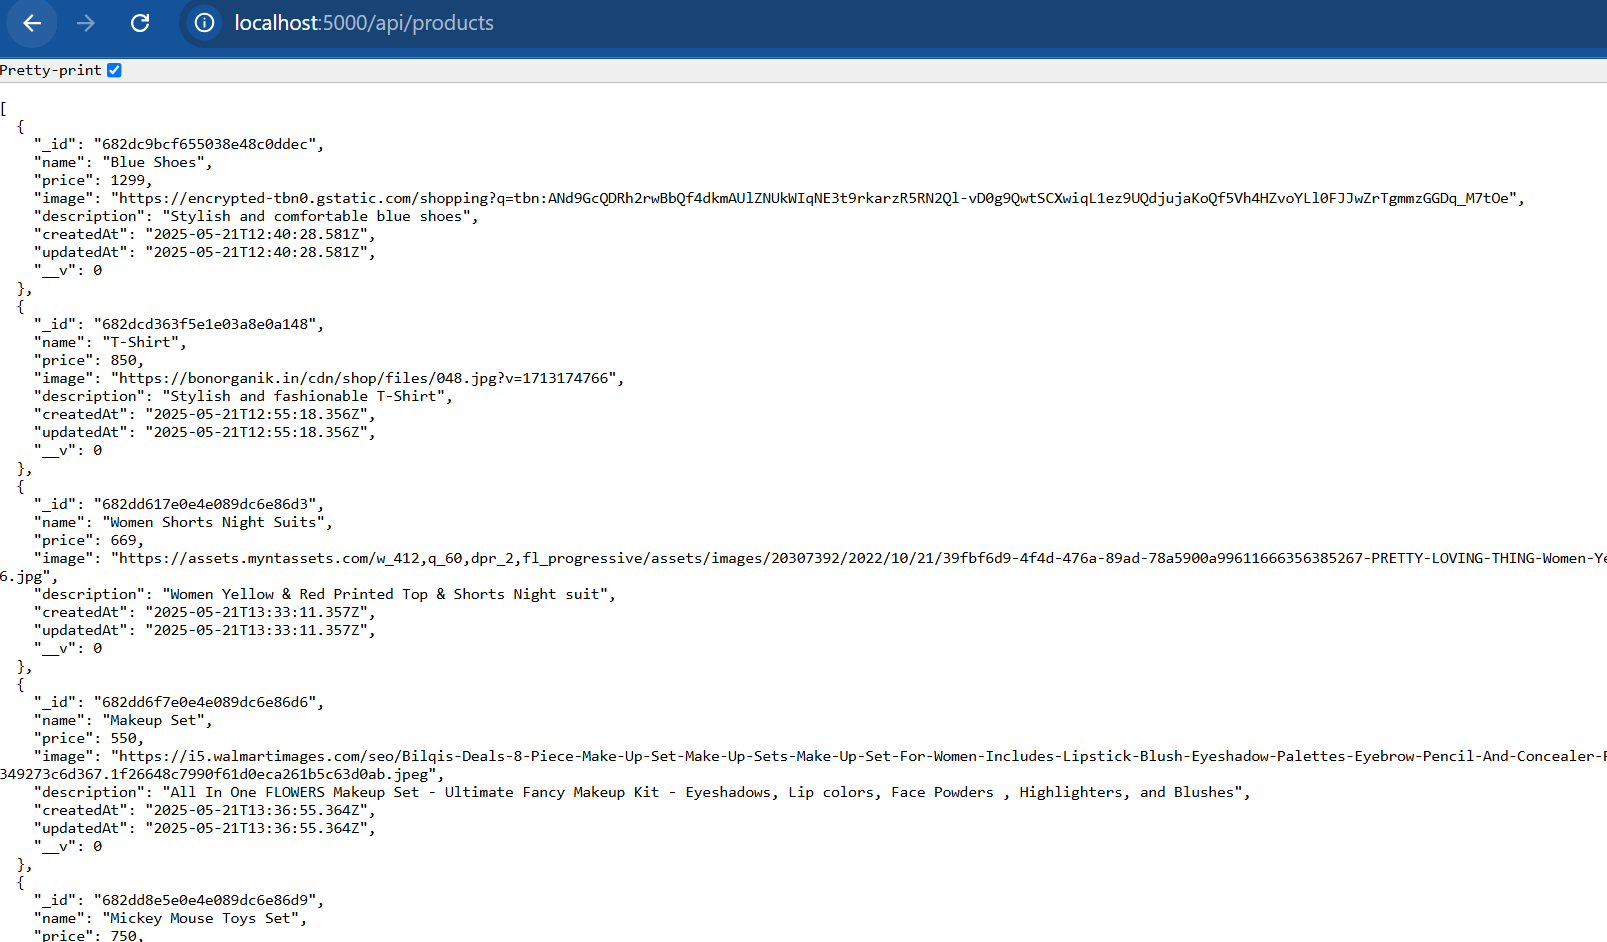 localhost:5000/api/products
Pretty-print
[
{
"_id": "682dc9bcf655038e48c0ddec",
"name": "Blue Shoes",
"price": 1299,
"image": "https://encrypted-tbn0.gstatic.com/shopping?q=tbn:ANd9GcQDRh2rwBbQf4dkmAUlZNUkWIqNE3t9rkarzR5RN2Ql-vD0g9QwtSCXwiqL1ez9UQdjujaKoQf5Vh4HZvoYLl0FJJwZrTgmmzGGDq_M7tOe",
"description": "Stylish and comfortable blue shoes",
"createdAt": "2025-05-21T12:40:28.581Z",
"updatedAt": "2025-05-21T12:40:28.581Z",
"__v": 0
},
{
"_id": "682dcd363f5e1e03a8e0a148",
"name": "T-Shirt",
"price": 850,
"image": "https://bonorganik.in/cdn/shop/files/048.jpg?v=1713174766",
"description": "Stylish and fashionable T-Shirt",
"createdAt": "2025-05-21T12:55:18.356Z",
"updatedAt": "2025-05-21T12:55:18.356Z",
"__v": 0
},
{
"_id": "682dd617e0e4e089dc6e86d3",
"name": "Women Shorts Night Suits",
"price": 669,
"image": "https://assets.myntassets.com/w_412,q_60,dpr_2,fl_progressive/assets/images/20307392/2022/10/21/39fbf6d9-4f4d-476a-89ad-78a5900a99611666356385267-PRETTY-LOVING-THING-Women-Ye
6.jpg",
"description": "Women Yellow & Red Printed Top & Shorts Night suit",
"createdAt": "2025-05-21T13:33:11.357Z",
"updatedAt": "2025-05-21T13:33:11.357Z",
"__v": 0
},
{
"_id": "682dd6f7e0e4e089dc6e86d6",
"name": "Makeup Set",
"price": 550,
"image": "https://i5.walmartimages.com/seo/Bilqis-Deals-8-Piece-Make-Up-Set-Make-Up-Sets-Make-Up-Set-For-Women-Includes-Lipstick-Blush-Eyeshadow-Palettes-Eyebrow-Pencil-And-Concealer-
349273c6d367.1f26648c7990f61d0eca261b5c63d0ab.jpeg",
"description": "All In One FLOWERS Makeup Set - Ultimate Fancy Makeup Kit - Eyeshadows, Lip colors, Face Powders , Highlighters, and Blushes",
"createdAt": "2025-05-21T13:36:55.364Z",
"updatedAt": "2025-05-21T13:36:55.364Z",
"__v": 0
},
{
"_id": "682dd8e5e0e4e089dc6e86d9",
"name": "Mickey Mouse Toys Set",
"price": 750,